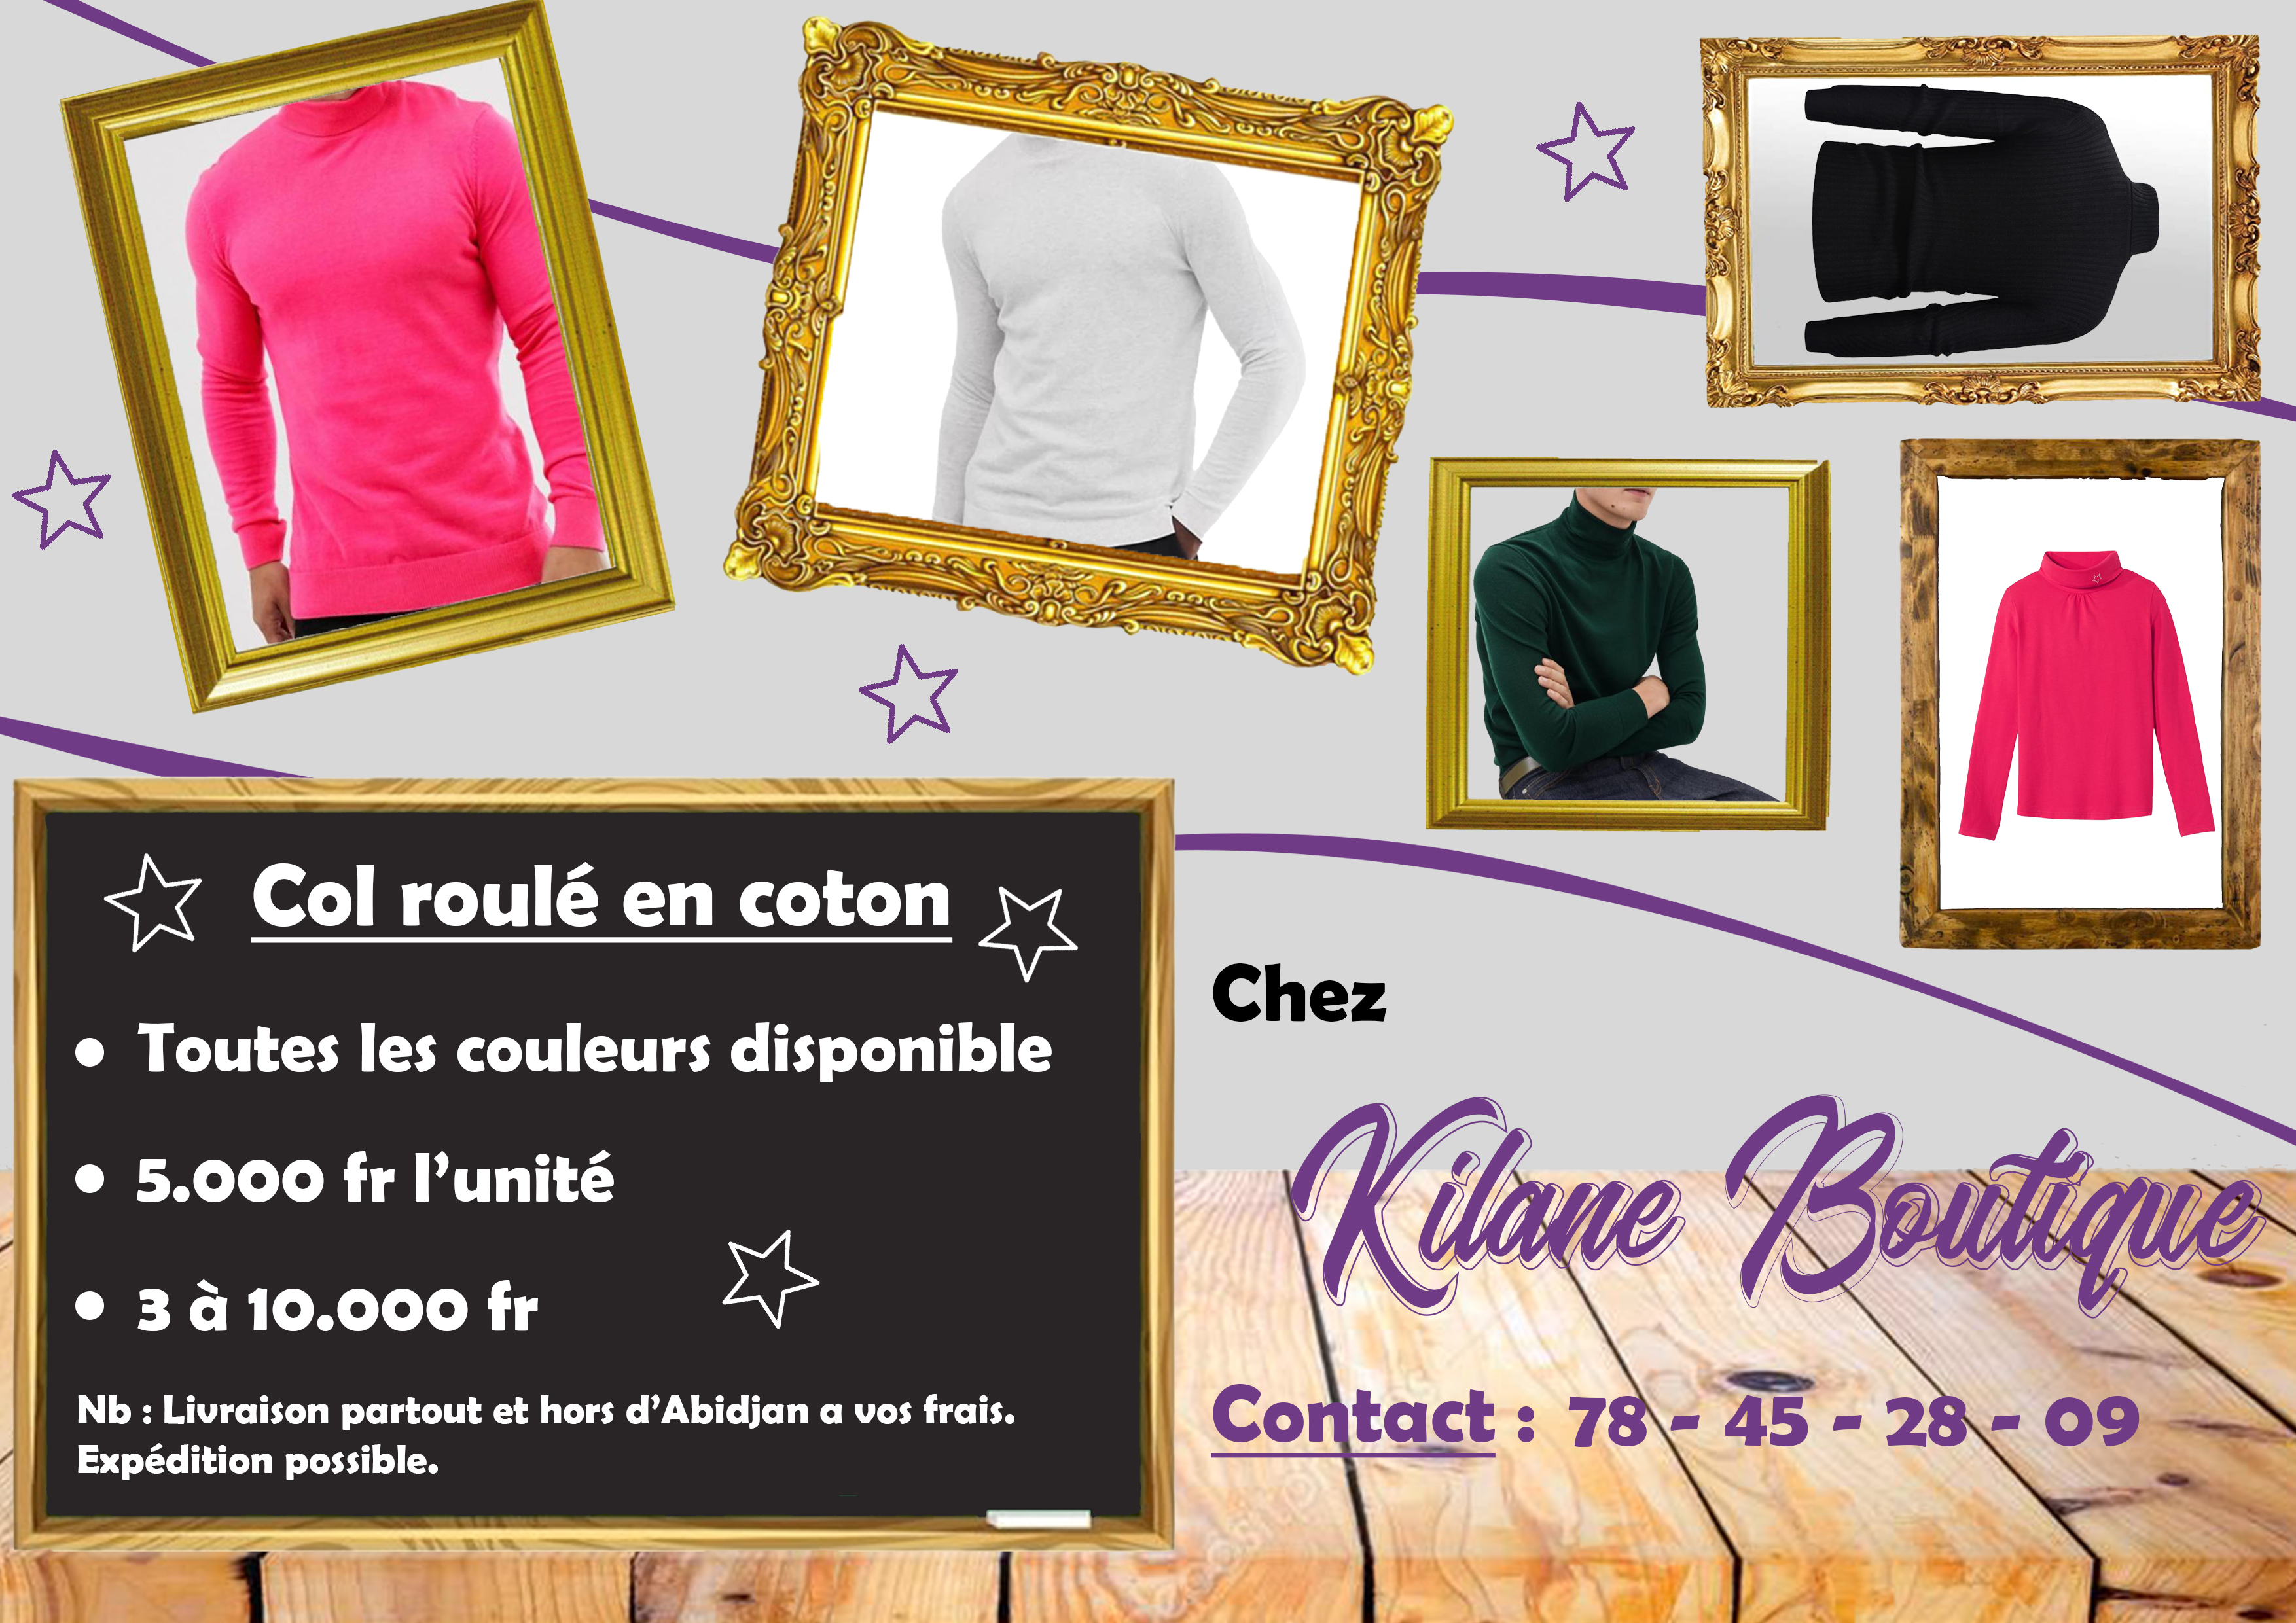 Col roulé en coton
• Toutes les couleurs disponible
• 5.000 fr l'unité
• 3 à 10.000 fr
Nb : Livraison partout et hors d'Abidjan a vos frais.
Expédition possible.
Chez
Kilane Boutique
Contact : 78 - 45 - 28 - 09